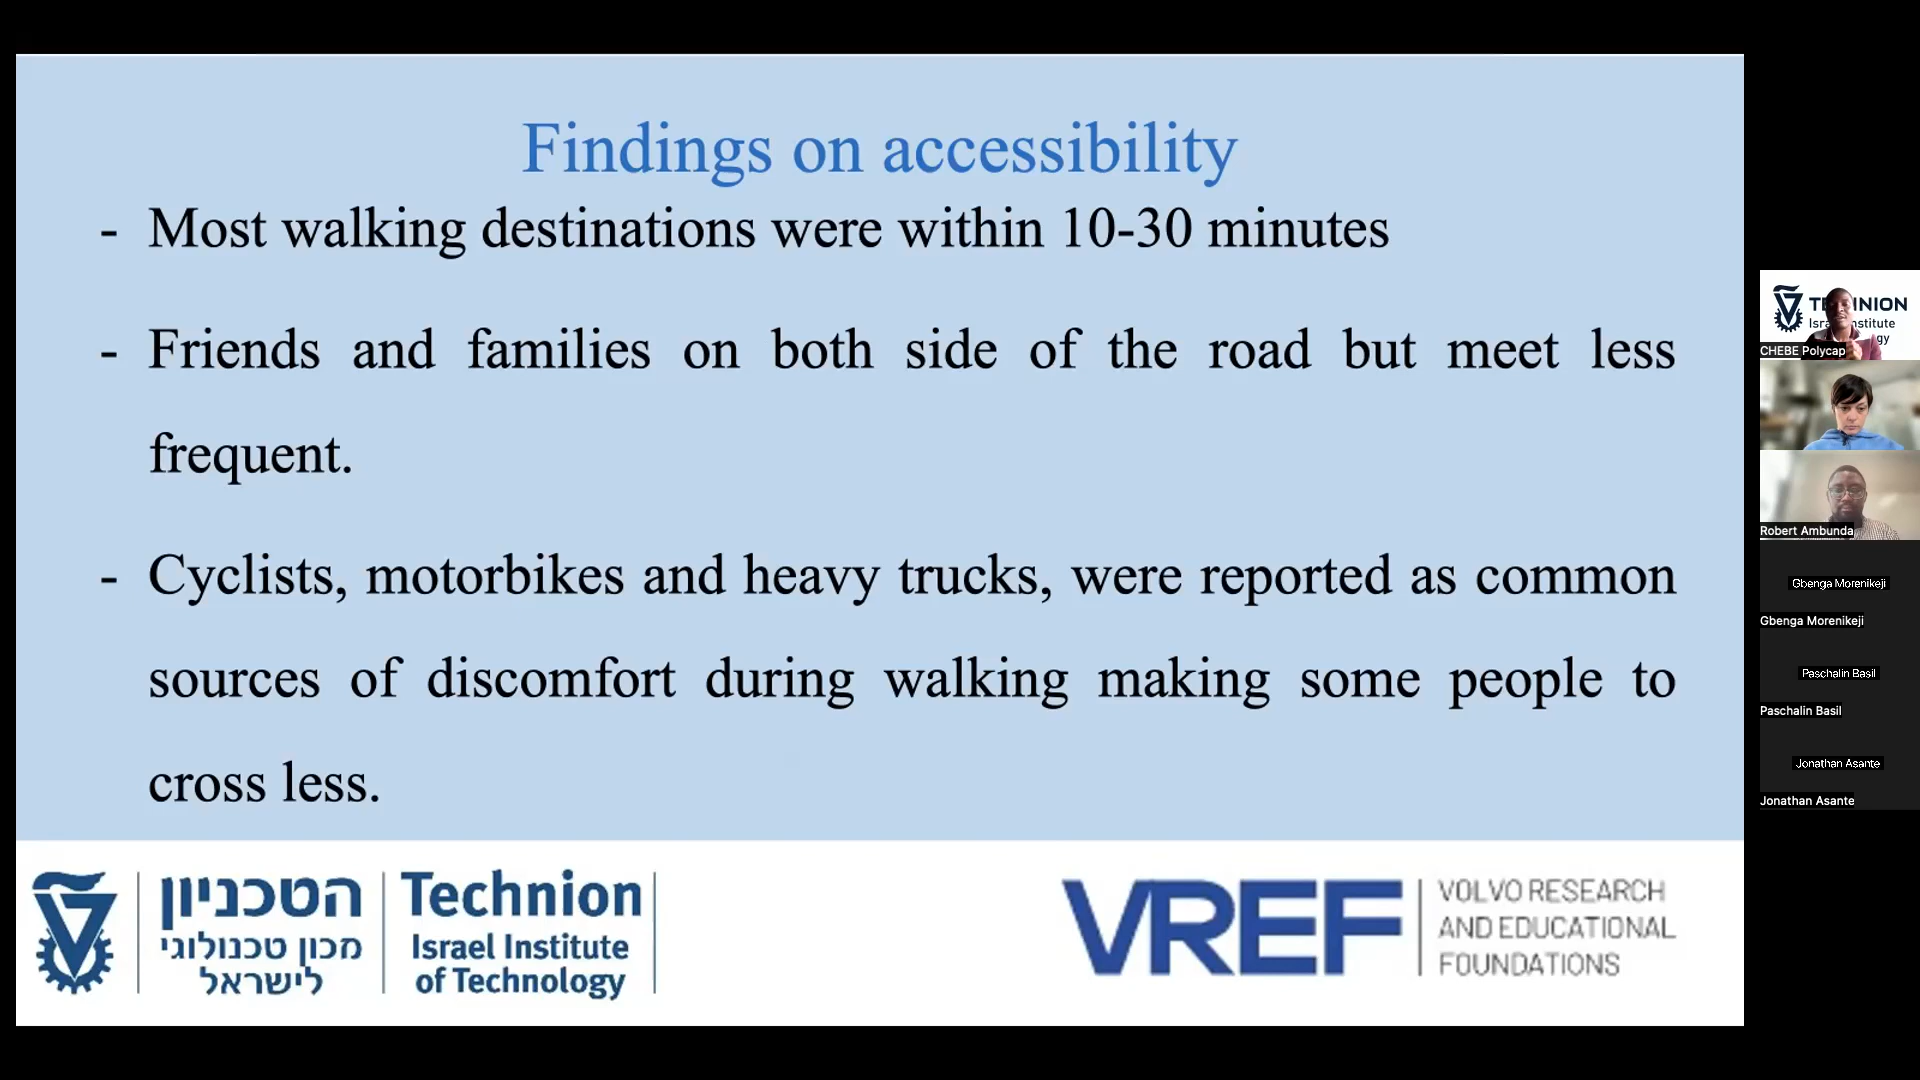 Findings on accessibility
- Most walking destinations were within 10-30 minutes
- Friends and families on both side of the road but meet less
frequent.
- Cyclists, motorbikes and heavy trucks, were reported as common
sources of discomfort during walking making some people to
cross less.
הטכניון
מכון טכנולוגי
לישראל
Technion
Israel Institute
of Technology
VREF
VOLVO RESEARCH
AND EDUCATIONAL
FOUNDATIONS
CHEBE Polycap
Robert Ambunda
Gbenga Morenikeji
Gbenga Morenikeji
Paschalin Basil
Paschalin Basil
Jonathan Asante
Jonathan Asante